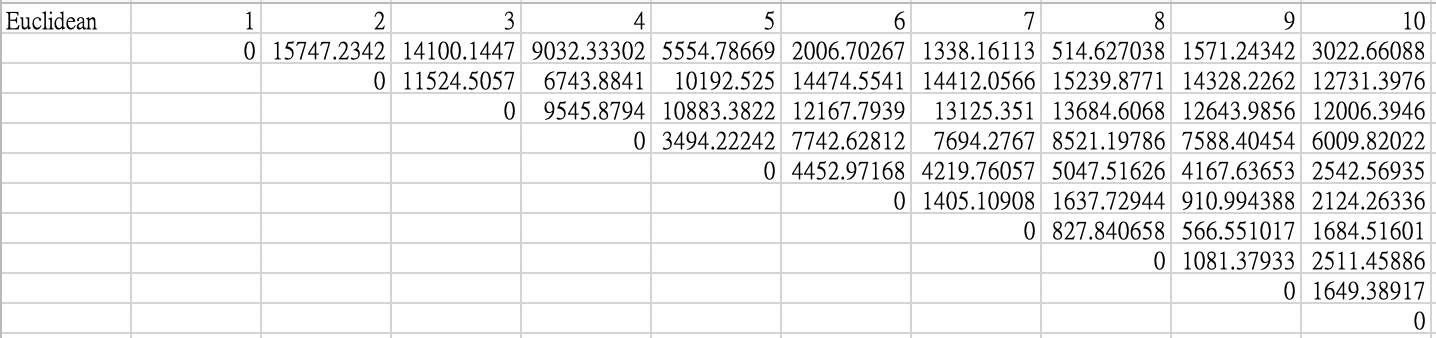 Euclidean 1 2 3 4 5 6 7 8 9 10
0 15747.2342 14100.1447 9032.33302 5554.78669 2006.70267 1338.16113 514.627038 1571.24342 3022.66088
0 11524.5057 6743.8841 10192.525 14474.5541 14412.0566 15239.8771 14328.2262 12731.3976
0 9545.8794 10883.3822 12167.7939 13125.351 13684.6068 12643.9856 12006.3946
0 3494.22242 7742.62812 7694.2767 8521.19786 7588.40454 6009.82022
0 4452.97168 4219.76057 5047.51626 4167.63653 2542.56935
0 1405.10908 1637.72944 910.994388 2124.26336
0 827.840658 566.551017 1684.51601
0 1081.37933 2511.45886
0 1649.38917
0